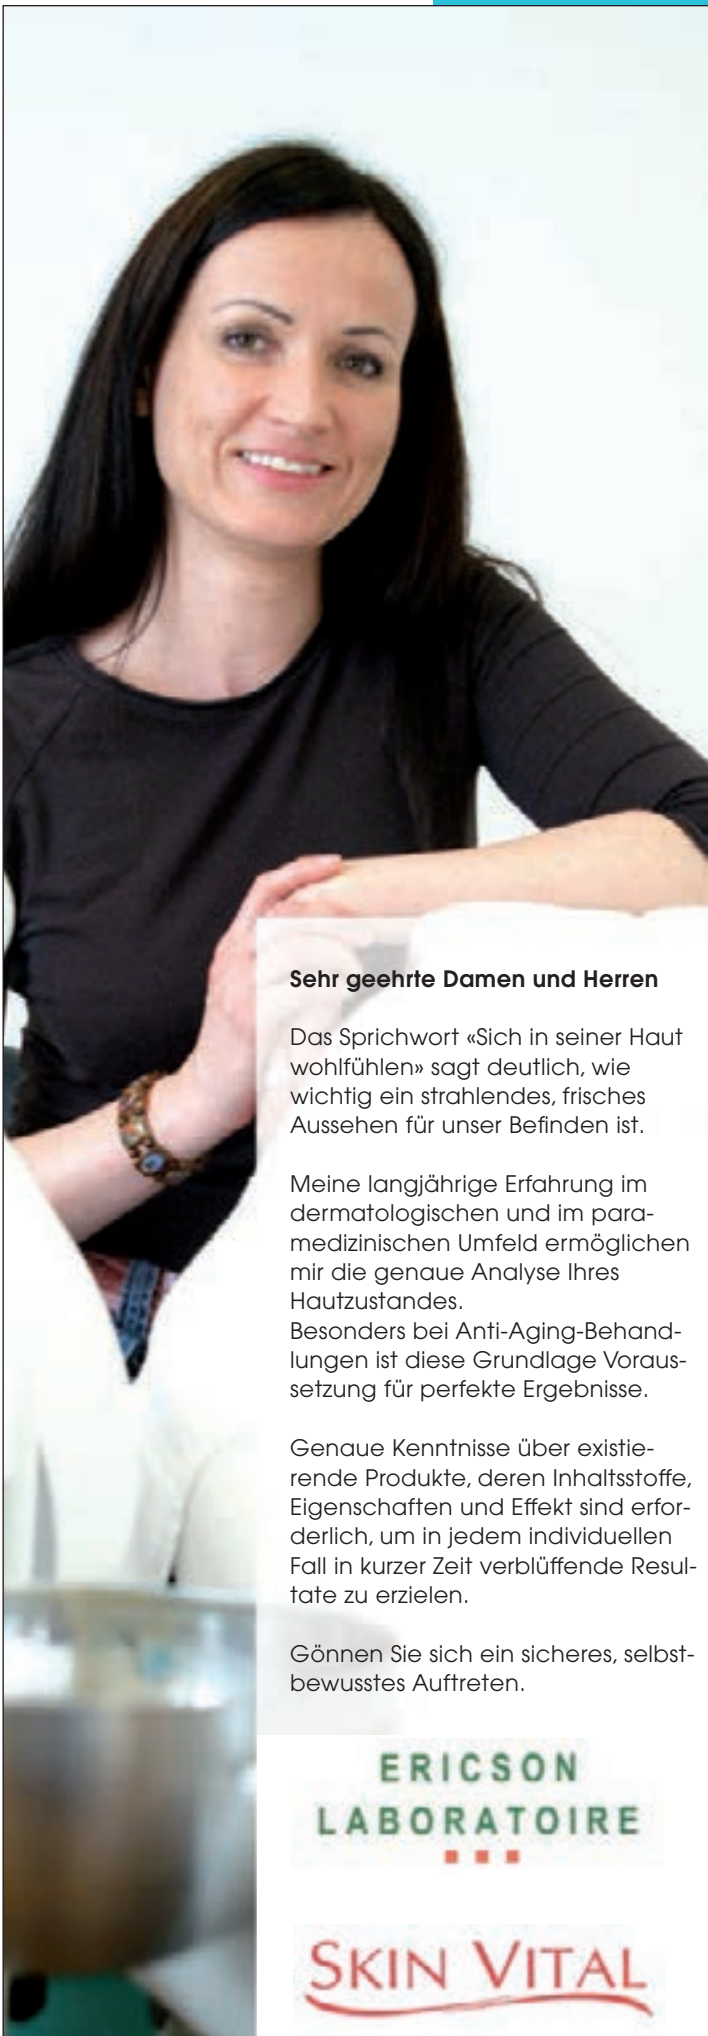 Sehr geehrte Damen und Herren
Das Sprichwort «Sich in seiner Haut
wohlfühlen» sagt deutlich, wie
wichtig ein strahlendes, frisches
Aussehen für unser Befinden ist.
Meine langjährige Erfahrung im
dermatologischen und im para-
medizinischen Umfeld ermöglichen
mir die genaue Analyse Ihres
Hautzustandes.
Besonders bei Anti-Aging-Behand-
lungen ist diese Grundlage Voraus-
setzung für perfekte Ergebnisse.
Genaue Kenntnisse über existie-
rende Produkte, deren Inhaltsstoffe,
Eigenschaften und Effekt sind erfor-
derlich, um in jedem individuellen
Fall in kurzer Zeit verblüffende Resul-
tate zu erzielen.
Gönnen Sie sich ein sicheres, selbst-
bewusstes Auftreten.
ERICSON
LABORATOIRE
SKIN VITAL